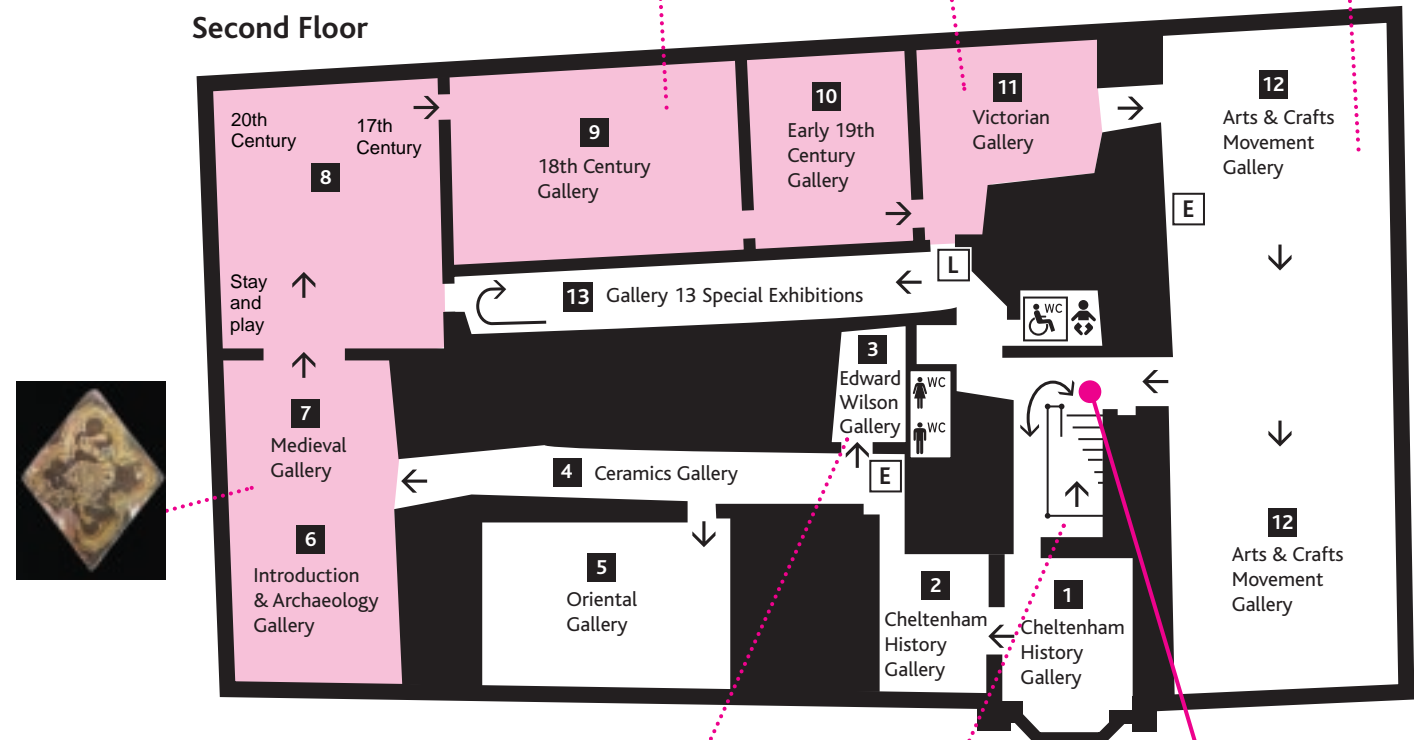 Second Floor
20th
Century
17th
Century
8
Stay
and
play
9
18th Century
Gallery
10
Early 19th
Century
Gallery
11
Victorian
Gallery
12
Arts & Crafts
Movement
Gallery
E
L
13 Gallery 13 Special Exhibitions
WC
3
Edward
Wilson
Gallery
WC
WC
E
7
Medieval
Gallery
4 Ceramics Gallery
6
Introduction
& Archaeology
Gallery
5
Oriental
Gallery
2
Cheltenham
History
Gallery
1
Cheltenham
History
Gallery
12
Arts & Crafts
Movement
Gallery